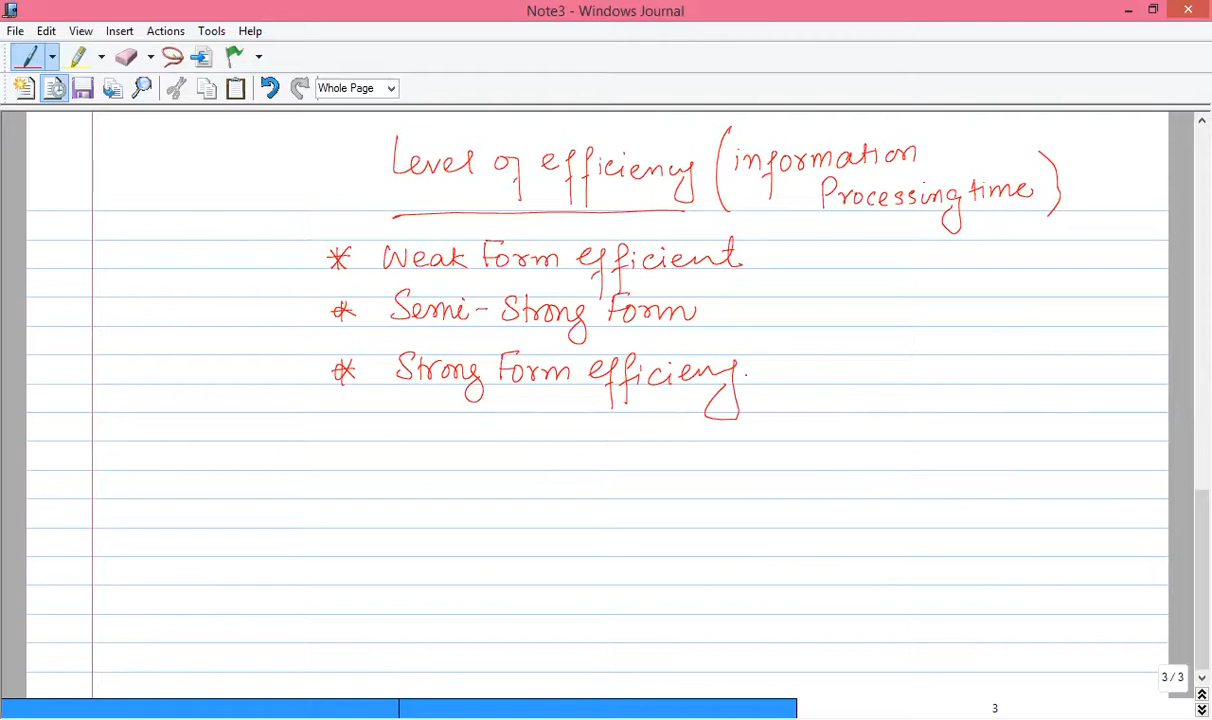 Note3 - Windows Journal
File Edit View Insert Actions Tools Help
Whole Page
Level of efficiency (information
Processing time)
* Weak Form efficient
* Semi-Strong Form
* Strong Form efficieny.
3 / 3
3